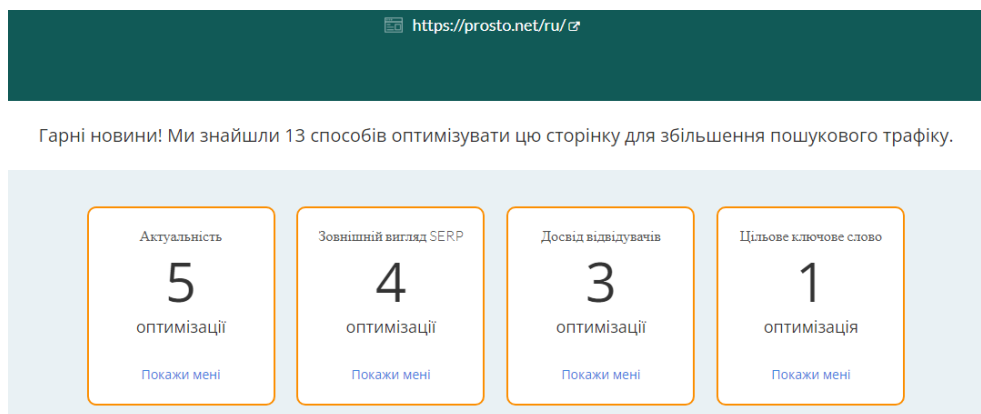 https://prosto.net/ru/
Гарні новини! Ми знайшли 13 способів оптимізувати цю сторінку для збільшення пошукового трафіку.
Актуальність
5
оптимізації
Покажи мені
Зовнішній вигляд SERP
4
оптимізації
Покажи мені
Досвід відвідувачів
3
оптимізації
Покажи мені
Цільове ключове слово
1
оптимізація
Покажи мені